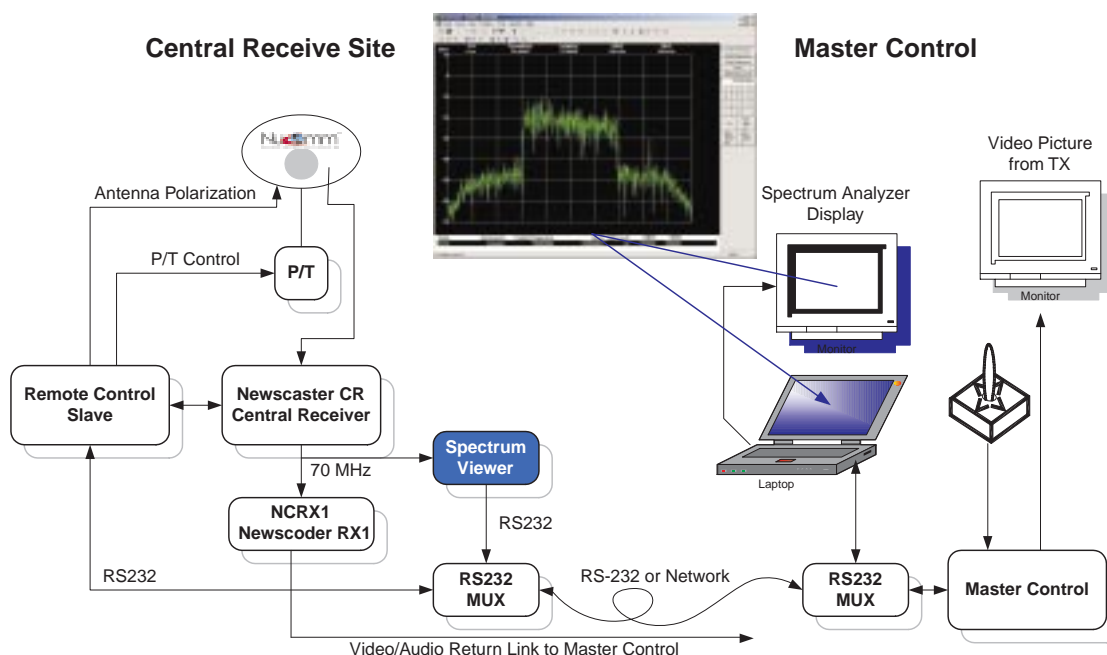 Central Receive Site
Master Control
Antenna Polarization
P/T Control
P/T
Video Picture
from TX
Spectrum Analyzer
Display
Monitor
Monitor
Remote Control
Slave
Newscaster CR
Central Receiver
Spectrum
Viewer
70 MHz
Laptop
NCRX1
Newscoder RX1
RS232
RS232
RS232
MUX
RS-232 or Network
RS232
MUX
Master Control
Video/Audio Return Link to Master Control